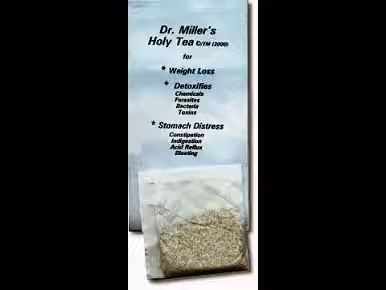 Dr. Miller's
Holy Tea ©/TM (2000)
for
* Weight Loss
* Detoxifies
Chemicals
Parasites
Bacteria
Toxins
* Stomach Distress
Constipation
Indigestion
Acid Reflux
Bloating